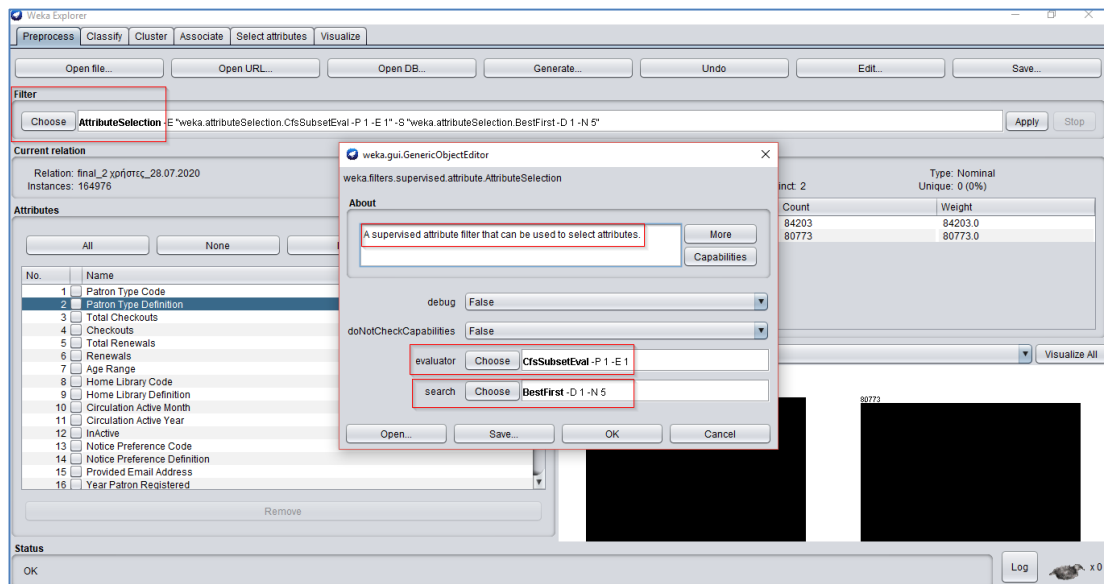 Weka Explorer
Preprocess Classify Cluster Associate Select attributes Visualize
Open file... Open URL... Open DB... Generate... Undo Edit... Save...
Filter
Choose AttributeSelection -E "weka.attributeSelection.CfsSubsetEval -P 1 -E 1" -S "weka.attributeSelection.BestFirst -D 1 -N 5" Apply Stop
Current relation
Relation: final_2 χρήστες_28.07.2020
Instances: 164976
Attributes
All None
No. Name
1 Patron Type Code
2 Patron Type Definition
3 Total Checkouts
4 Checkouts
5 Total Renewals
6 Renewals
7 Age Range
8 Home Library Code
9 Home Library Definition
10 Circulation Active Month
11 Circulation Active Year
12 InActive
13 Notice Preference Code
14 Notice Preference Definition
15 Provided Email Address
16 Year Patron Registered
Remove
weka.gui.GenericObjectEditor
weka.filters.supervised.attribute.AttributeSelection
About
A supervised attribute filter that can be used to select attributes.
More
Capabilities
debug False
doNotCheckCapabilities False
evaluator Choose CfsSubsetEval -P 1 -E 1
search Choose BestFirst -D 1 -N 5
Open... Save... OK Cancel
Type: Nominal
inct: 2 Unique: 0 (0%)
Count Weight
84203 84203.0
80773 80773.0
Visualize All
80773
Status
OK
Log x 0